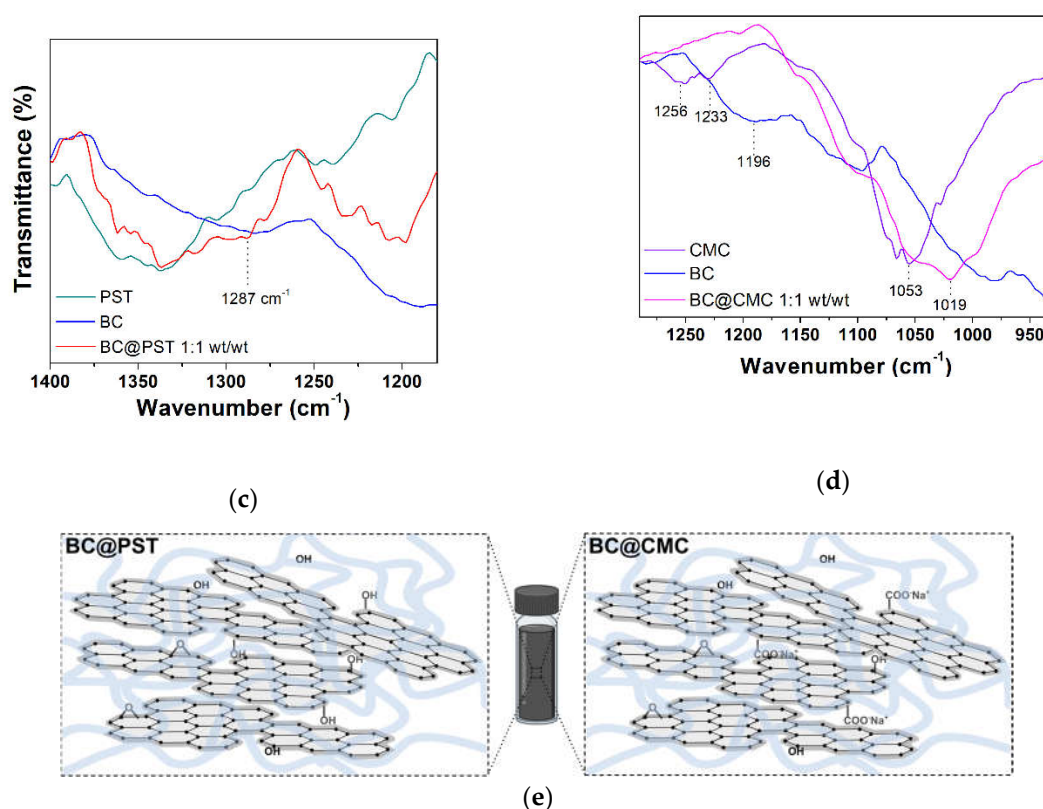 Transmittance (%)
PST
BC
BC@PST 1:1 wt/wt
1287 cm⁻¹
1400 1350 1300 1250 1200
Wavenumber (cm⁻¹)
(c)
1256
1233
1196
1053
1019
CMC
BC
BC@CMC 1:1 wt/wt
1250 1200 1150 1100 1050 1000 950
Wavenumber (cm⁻¹)
(d)
BC@PST
OH
OH
OH
O
OH
OH
O
OH
OH
BC@CMC
OH
OH
COO⁻Na⁺
O
COO⁻Na⁺
OH
O
COO⁻Na⁺
OH
(e)